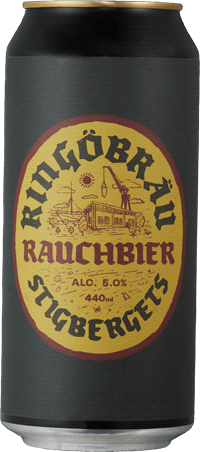 RINGÖBRÄU
RAUCHBIER
ALC. 5.0%
440ml
STIGBERGETS